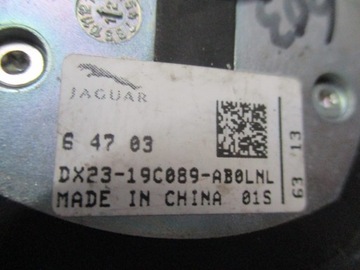 JAGUAR
6 47 03
DX23-19C089-AB0LNL
MADE IN CHINA 01S
63 13